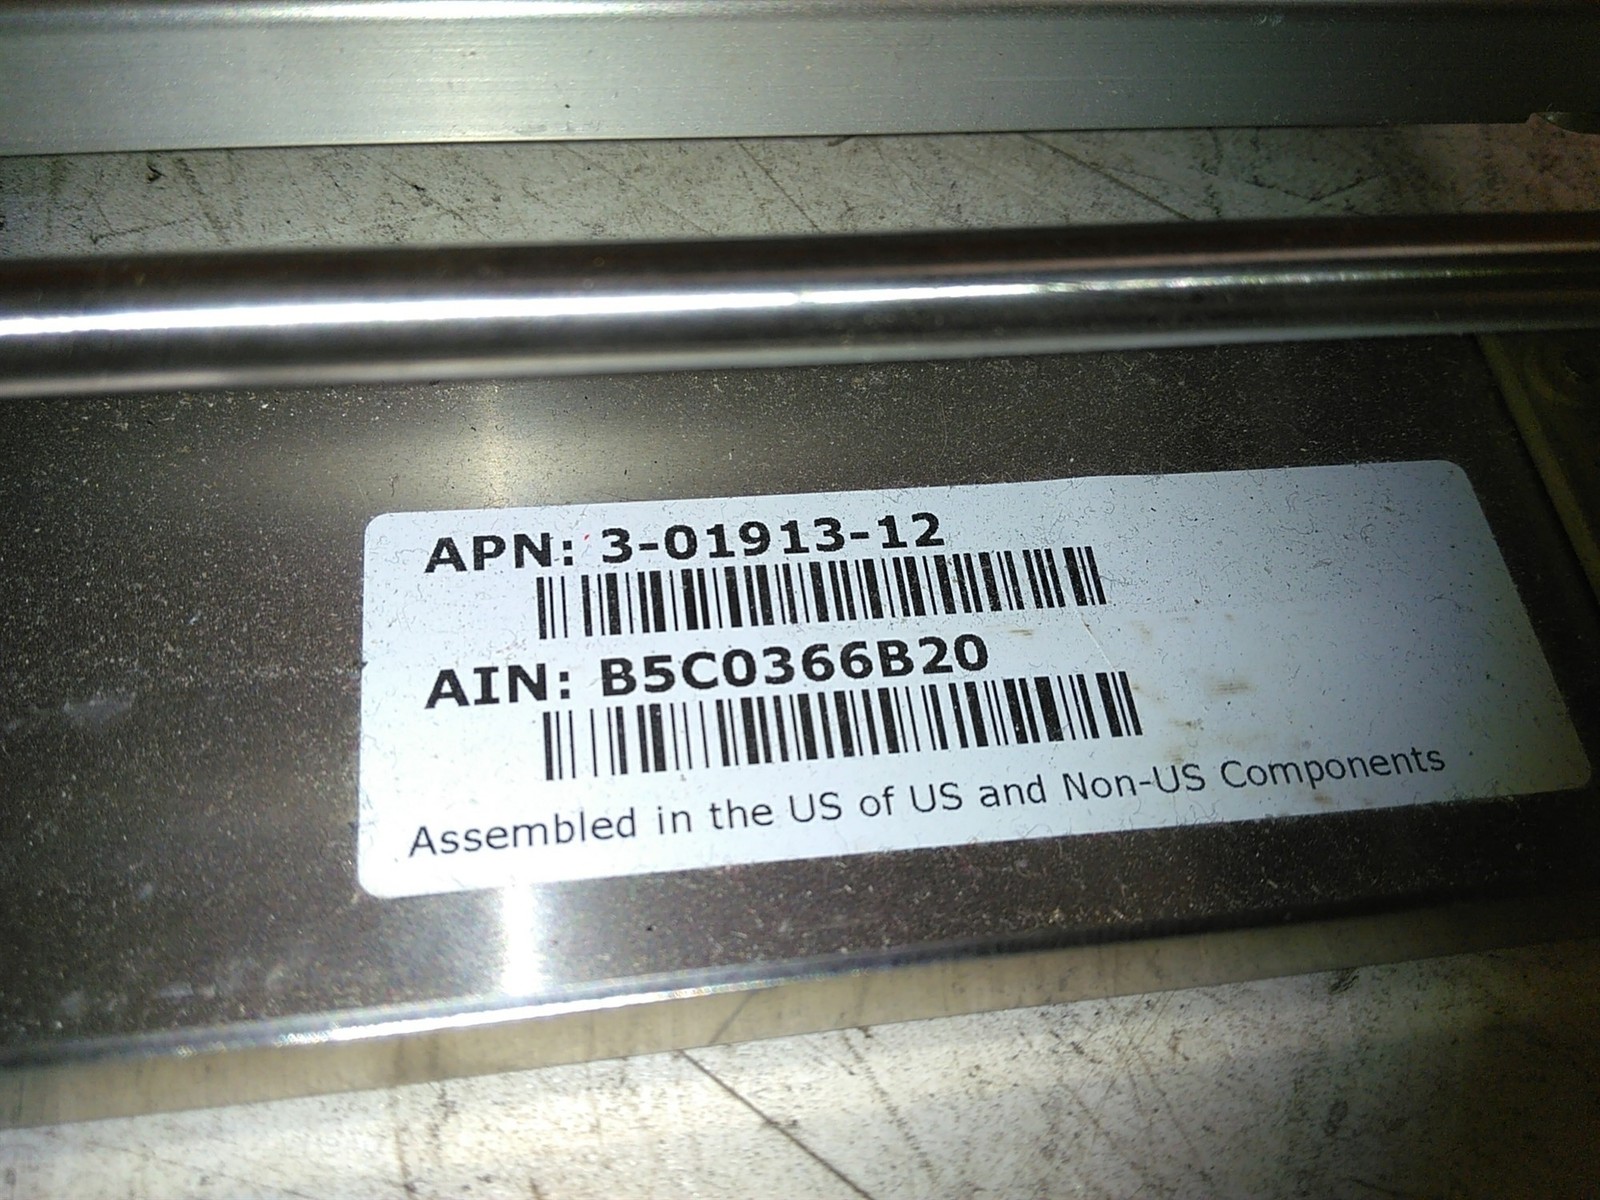 APN: 3-01913-12
AIN: B5C0366B20
Assembled in the US of US and Non-US Components